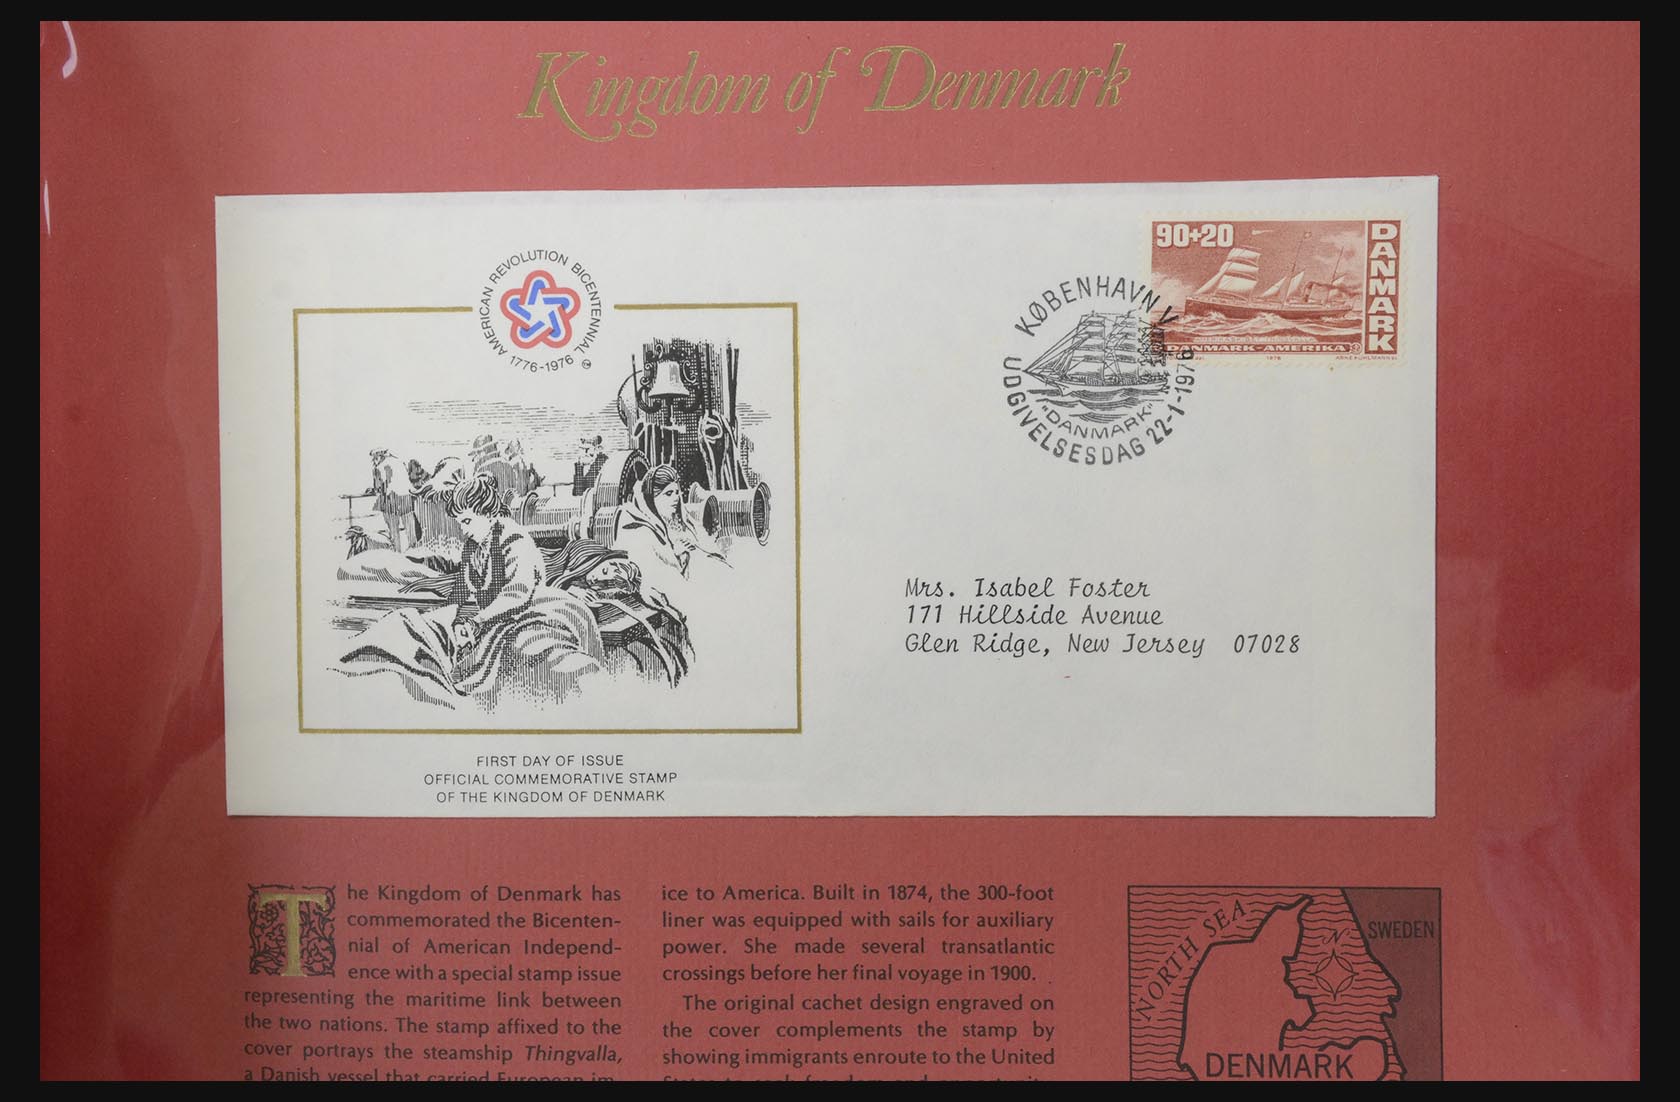 Kingdom of Denmark
AMERICAN REVOLUTION BICENTENNIAL
1776-1976
90+20
DANMARK
DANMARK-AMERIKA
1976
KØBENHAVN V
"DANMARK"
UDGIVELSESDAG 22-1-1976
Mrs. Isabel Foster
171 Hillside Avenue
Glen Ridge, New Jersey 07028
FIRST DAY OF ISSUE
OFFICIAL COMMEMORATIVE STAMP
OF THE KINGDOM OF DENMARK
The Kingdom of Denmark has
commemorated the Bicenten-
nial of American Independ-
ence with a special stamp issue
representing the maritime link between
the two nations. The stamp affixed to the
cover portrays the steamship Thingvalla,
a Danish vessel that carried European im-
ice to America. Built in 1874, the 300-foot
liner was equipped with sails for auxiliary
power. She made several transatlantic
crossings before her final voyage in 1900.
The original cachet design engraved on
the cover complements the stamp by
showing immigrants enroute to the United
NORTH SEA
N
SWEDEN
DENMARK